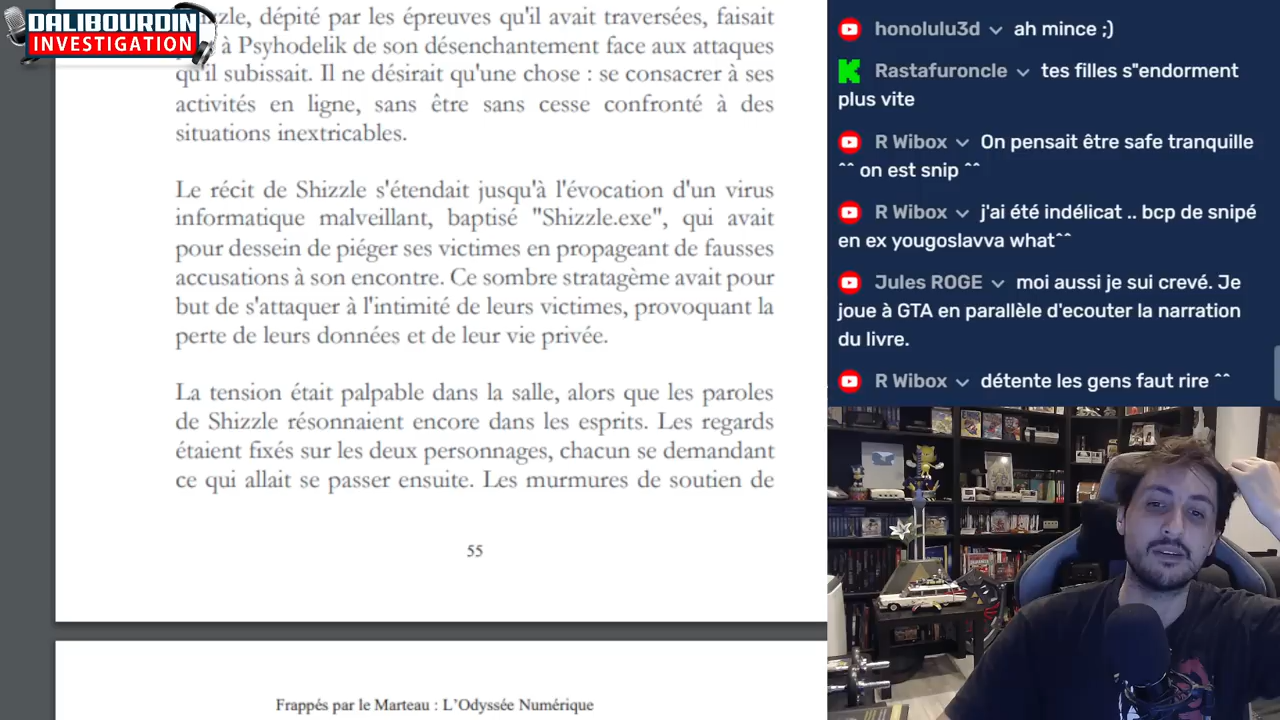 DALIBOURDIN
INVESTIGATION
dépité par les épreuves qu'il avait traversées, faisait
à Psyhodelik de son désenchantement face aux attaques
qu'il subissait. Il ne désirait qu'une chose : se consacrer à ses
activités en ligne, sans être sans cesse confronté à des
situations inextricables.
Le récit de Shizzle s'étendait jusqu'à l'évocation d'un virus
informatique malveillant, baptisé "Shizzle.exe", qui avait
pour dessein de piéger ses victimes en propageant de fausses
accusations à son encontre. Ce sombre stratagème avait pour
but de s'attaquer à l'intimité de leurs victimes, provoquant la
perte de leurs données et de leur vie privée.
La tension était palpable dans la salle, alors que les paroles
de Shizzle résonnaient encore dans les esprits. Les regards
étaient fixés sur les deux personnages, chacun se demandant
ce qui allait se passer ensuite. Les murmures de soutien de
55
Frappés par le Marteau : L'Odyssée Numérique
honolulu3d ah mince ;)
Rastafuroncle tes filles s"endorment
plus vite
R Wibox On pensait être safe tranquille
^^ on est snip ^^
R Wibox j'ai été indélicat .. bcp de snipé
en ex yougoslavva what^^
Jules ROGE moi aussi je sui crevé. Je
joue à GTA en parallèle d'ecouter la narration
du livre.
R Wibox détente les gens faut rire ^^